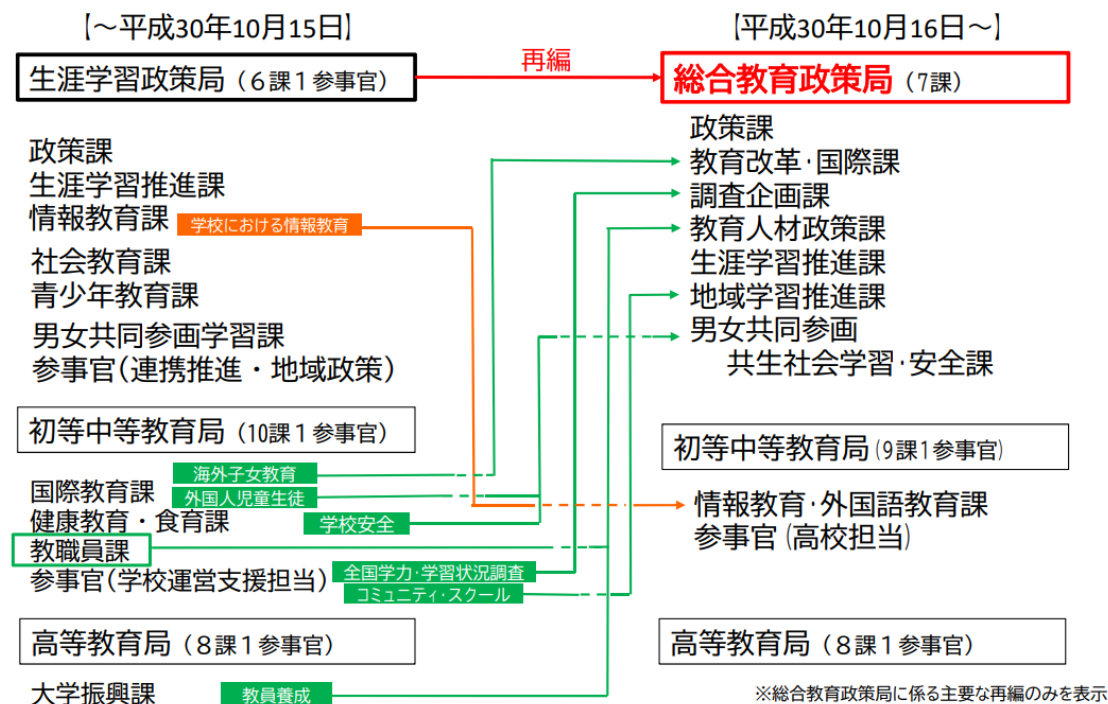 【~平成30年10月15日】
生涯学習政策局(6課1参事官)
政策課
生涯学習推進課
情報教育課
学校における情報教育
社会教育課
青少年教育課
男女共同参画学習課
参事官(連携推進・地域政策)
初等中等教育局(10課1参事官)
海外子女教育
国際教育課
外国人児童生徒
健康教育・食育課
学校安全
教職員課
参事官(学校運営支援担当)
全国学力・学習状況調査
コミュニティ・スクール
高等教育局(8課1参事官)
大学振興課
教員養成
再編
【平成30年10月16日~】
総合教育政策局(7課)
政策課
教育改革・国際課
調査企画課
教育人材政策課
生涯学習推進課
地域学習推進課
男女共同参画
共生社会学習・安全課
初等中等教育局(9課1参事官)
情報教育・外国語教育課
参事官(高校担当)
高等教育局(8課1参事官)
※総合教育政策局に係る主要な再編のみを表示